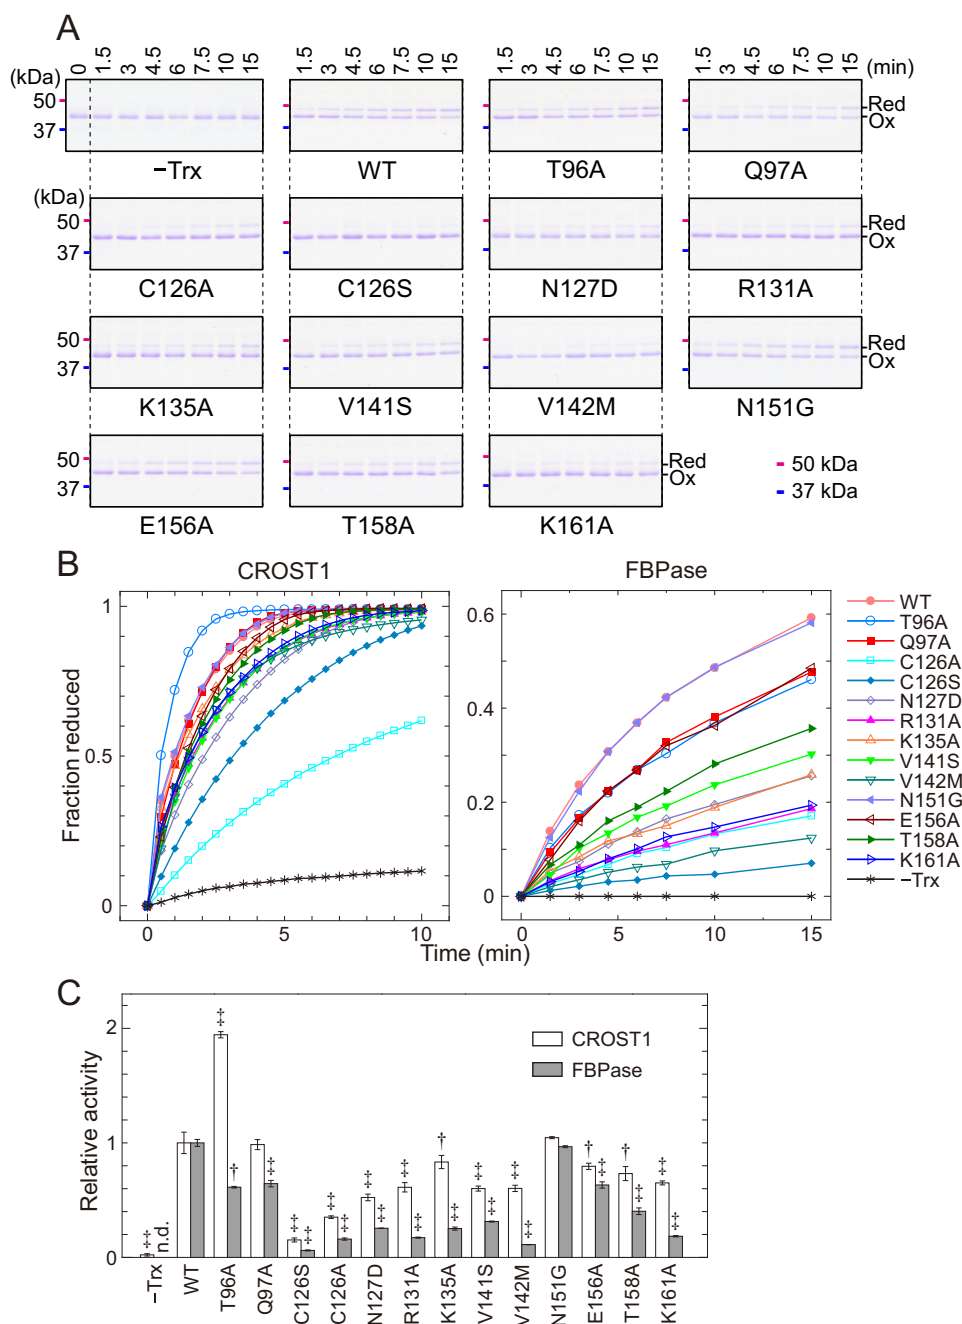 A
0 1.5 3 4.5 6 7.5 10 15 1.5 3 4.5 6 7.5 10 15 1.5 3 4.5 6 7.5 10 15 1.5 3 4.5 6 7.5 10 15 (min)
(kDa)
50
37
Red
Ox
−Trx WT T96A Q97A
(kDa)
50
37
Red
Ox
C126A C126S N127D R131A
50
37
Red
Ox
K135A V141S V142M N151G
50
37
Red
Ox
50 kDa
37 kDa
E156A T158A K161A
B
CROST1 FBPase
Fraction reduced
1
0.5
0
0 5 10
0.6
0.4
0.2
0
0 5 10 15
Time (min)
WT
T96A
Q97A
C126A
C126S
N127D
R131A
K135A
V141S
V142M
N151G
E156A
T158A
K161A
−Trx
C
Relative activity
2
1
0
CROST1
FBPase
‡ n.d. ‡ † ‡ ‡ ‡ ‡ ‡ ‡ ‡ ‡ ‡ † ‡ ‡ ‡ ‡ ‡ † ‡ † ‡ ‡ ‡
−Trx WT T96A Q97A C126S C126A N127D R131A K135A V141S V142M N151G E156A T158A K161A